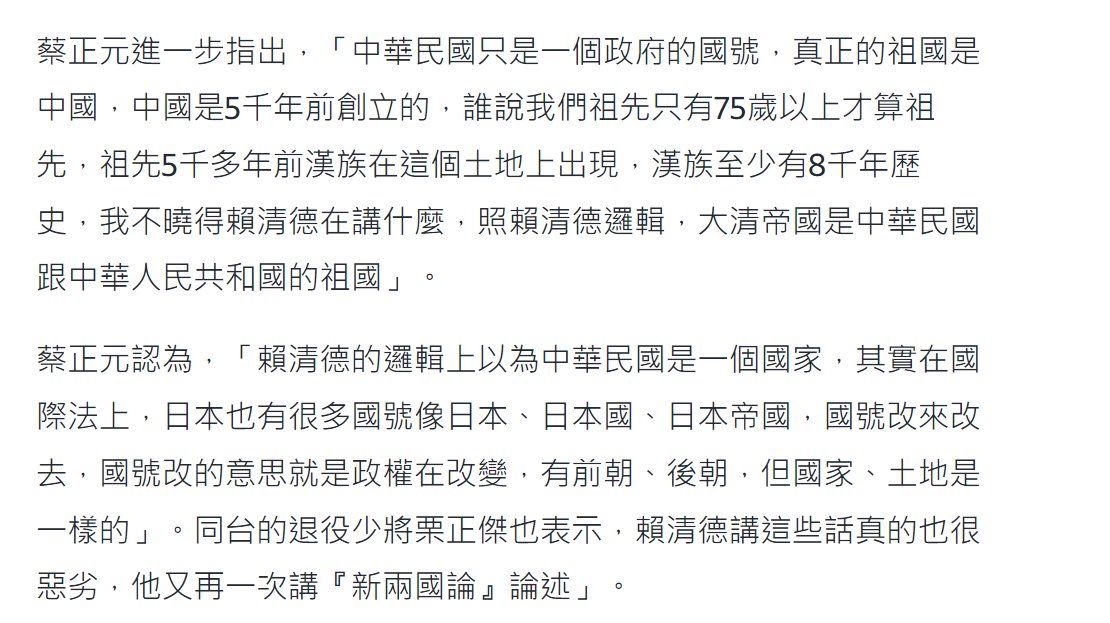 蔡正元進一步指出，「中華民國只是一個政府的國號，真正的祖國是
中國，中國是5千年前創立的，誰說我們祖先只有75歲以上才算祖
先，祖先5千多年前漢族在這個土地上出現，漢族至少有8千年歷
史，我不曉得賴清德在講什麼，照賴清德邏輯，大清帝國是中華民國
跟中華人民共和國的祖國」。
蔡正元認為，「賴清德的邏輯上以為中華民國是一個國家，其實在國
際法上，日本也有很多國號像日本、日本國、日本帝國，國號改來改
去，國號改的意思就是政權在改變，有前朝、後朝，但國家、土地是
一樣的」。同台的退役少將栗正傑也表示，賴清德講這些話真的也很
惡劣，他又再一次講『新兩國論』論述」。